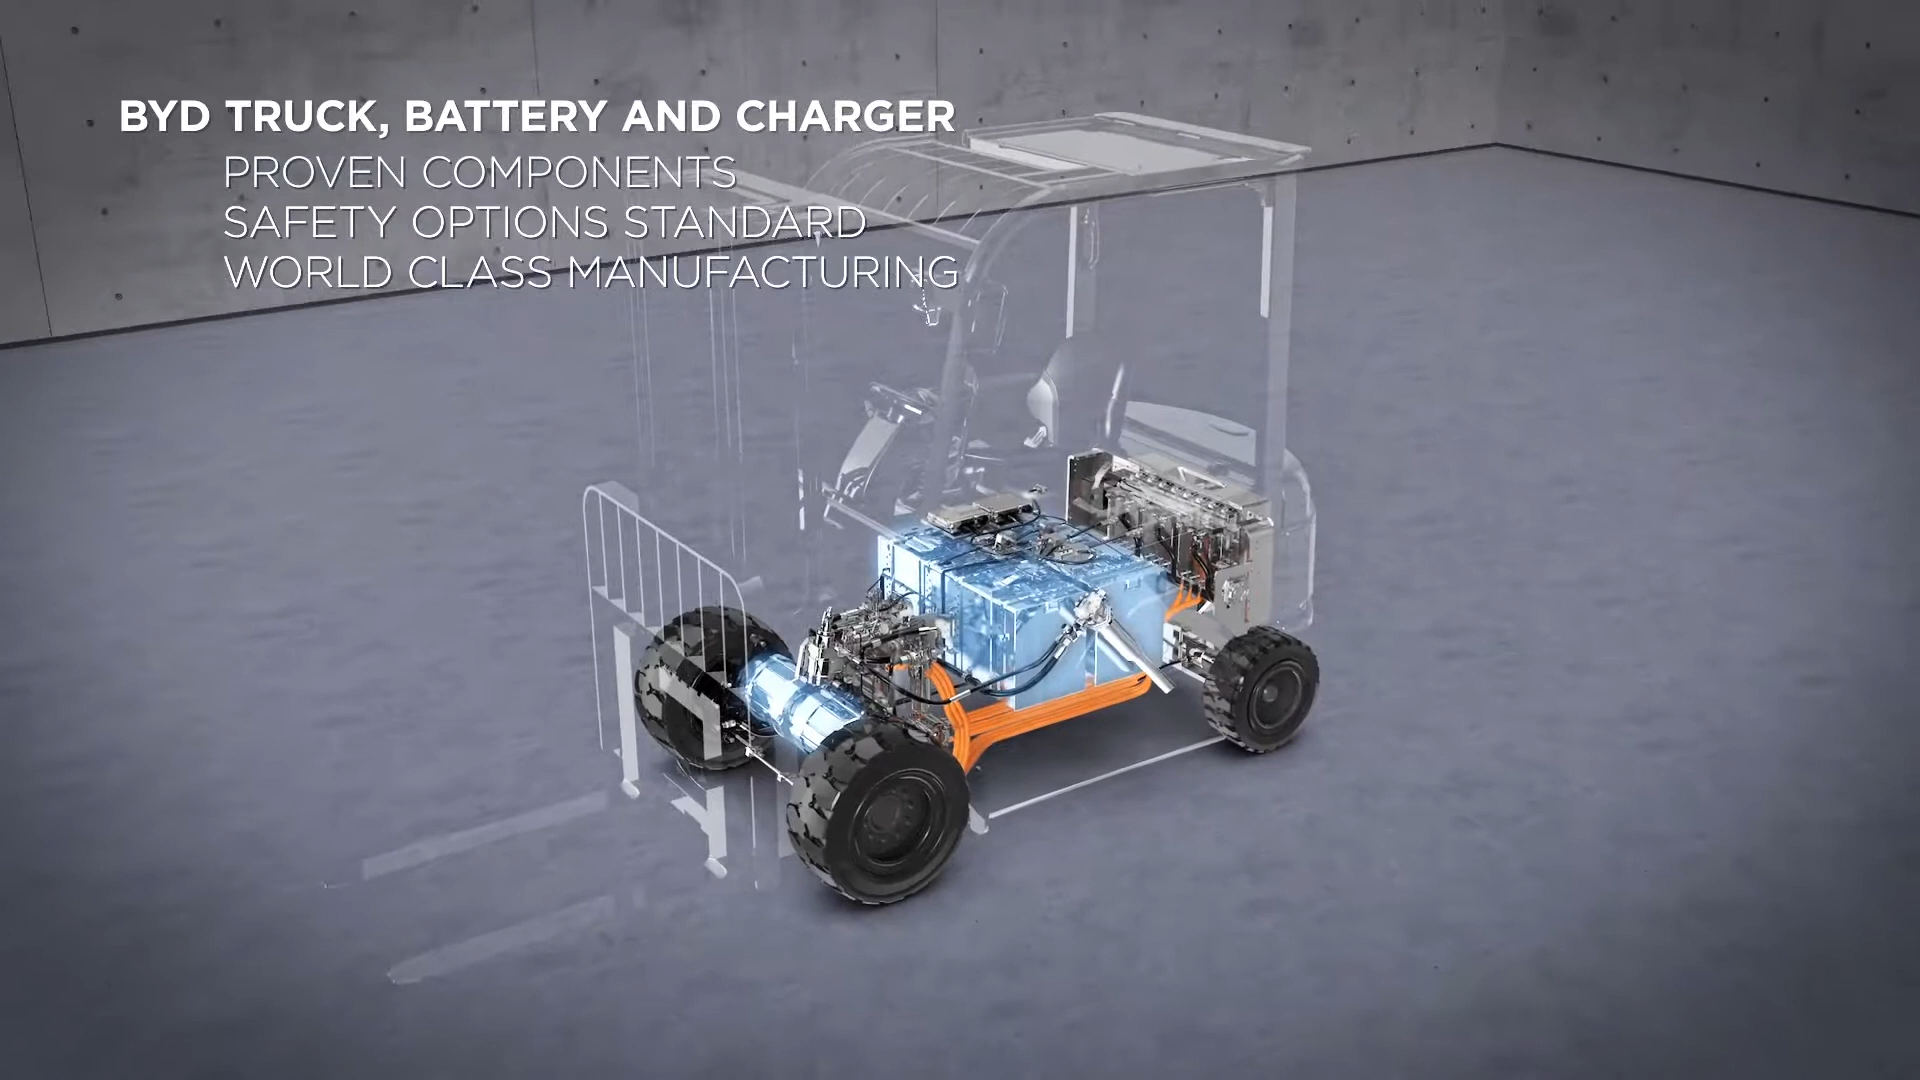 BYD TRUCK, BATTERY AND CHARGER
PROVEN COMPONENTS
SAFETY OPTIONS STANDARD
WORLD CLASS MANUFACTURING